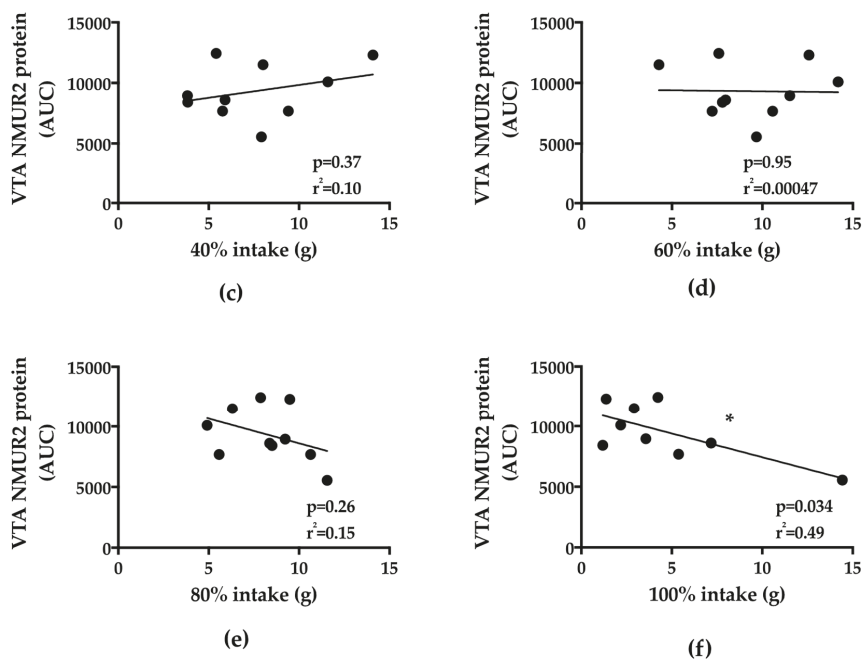 VTA NMUR2 protein
(AUC)
15000
10000
5000
0
0
5
10
15
p=0.37
r²=0.10
40% intake (g)
(c)
VTA NMUR2 protein
(AUC)
15000
10000
5000
0
0
5
10
15
p=0.95
r²=0.00047
60% intake (g)
(d)
VTA NMUR2 protein
(AUC)
15000
10000
5000
0
0
5
10
15
p=0.26
r²=0.15
80% intake (g)
(e)
VTA NMUR2 protein
(AUC)
15000
10000
5000
0
0
5
10
15
*
p=0.034
r²=0.49
100% intake (g)
(f)